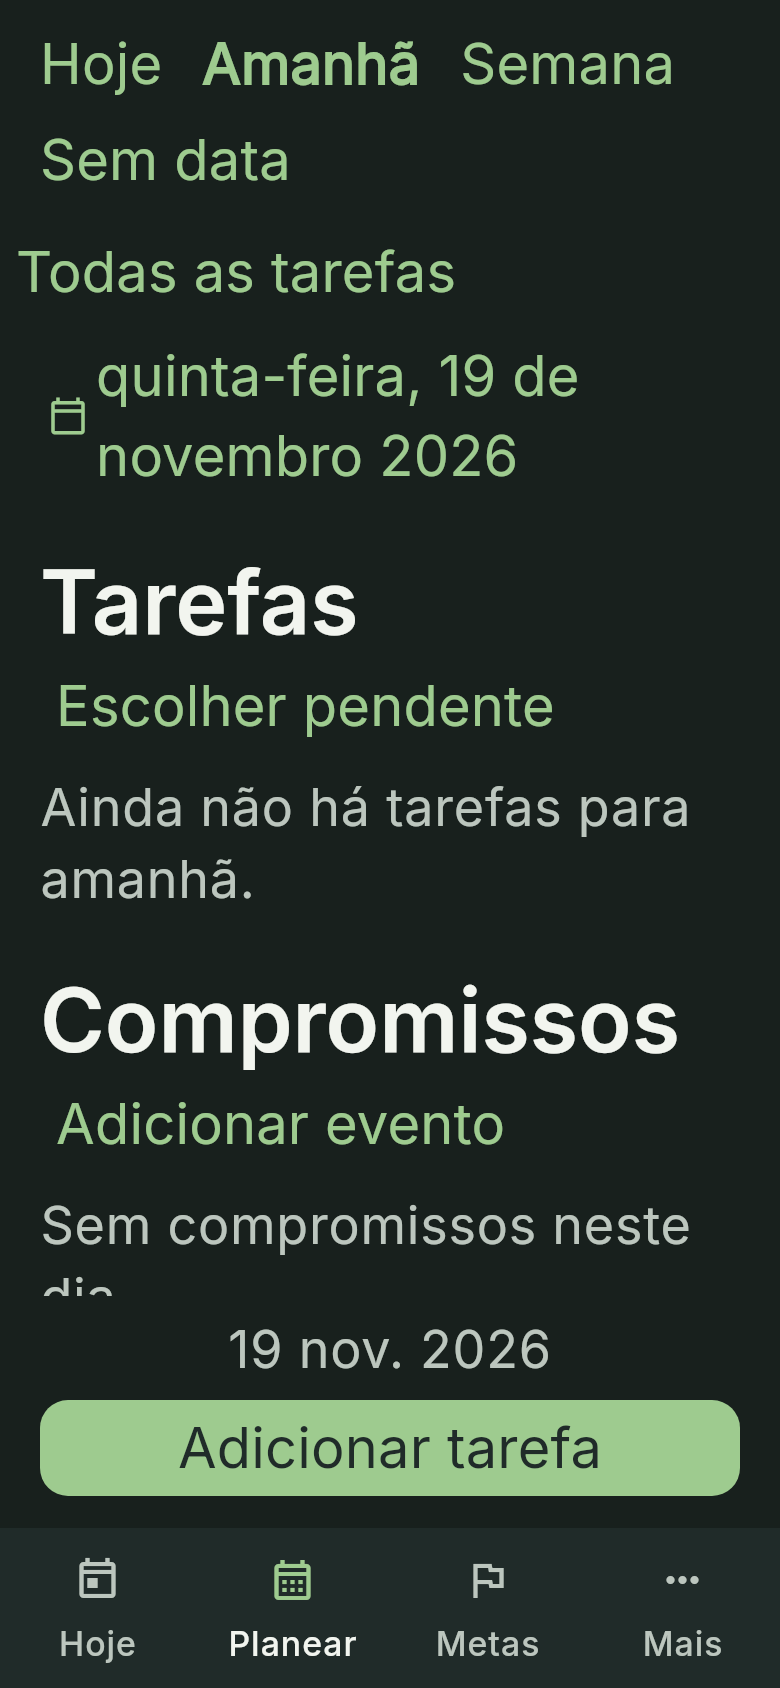 Hoje Amanhã Semana
Sem data
Todas as tarefas
quinta-feira, 19 de
novembro 2026
Tarefas
Escolher pendente
Ainda não há tarefas para
amanhã.
Compromissos
Adicionar evento
Sem compromissos neste
dia
19 nov. 2026
Adicionar tarefa
Hoje Planear Metas Mais